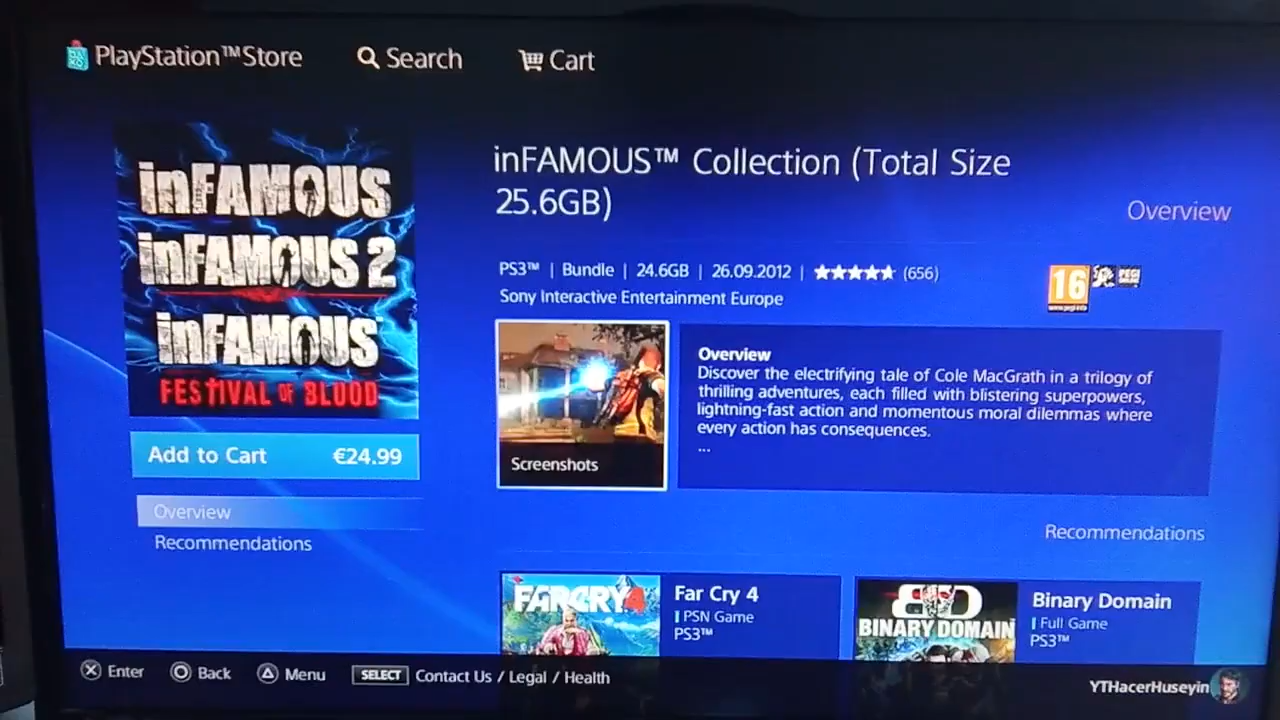 PlayStation™Store
Search
Cart
inFAMOUS
inFAMOUS 2
inFAMOUS™
FESTIVAL OF BLOOD
Add to Cart €24.99
Overview
Recommendations
inFAMOUS™ Collection (Total Size
25.6GB)
Overview
PS3™ | Bundle | 24.6GB | 26.09.2012 | (656)
Sony Interactive Entertainment Europe
16
PEGI
Screenshots
Overview
Discover the electrifying tale of Cole MacGrath in a trilogy of
thrilling adventures, each filled with blistering superpowers,
lightning-fast action and momentous moral dilemmas where
every action has consequences.
...
Recommendations
FARCRY4
Far Cry 4
PSN Game
PS3™
BD
BINARY DOMAIN
Binary Domain
Full Game
PS3™
Enter
Back
Menu
SELECT Contact Us / Legal / Health
YTHacerHuseyin